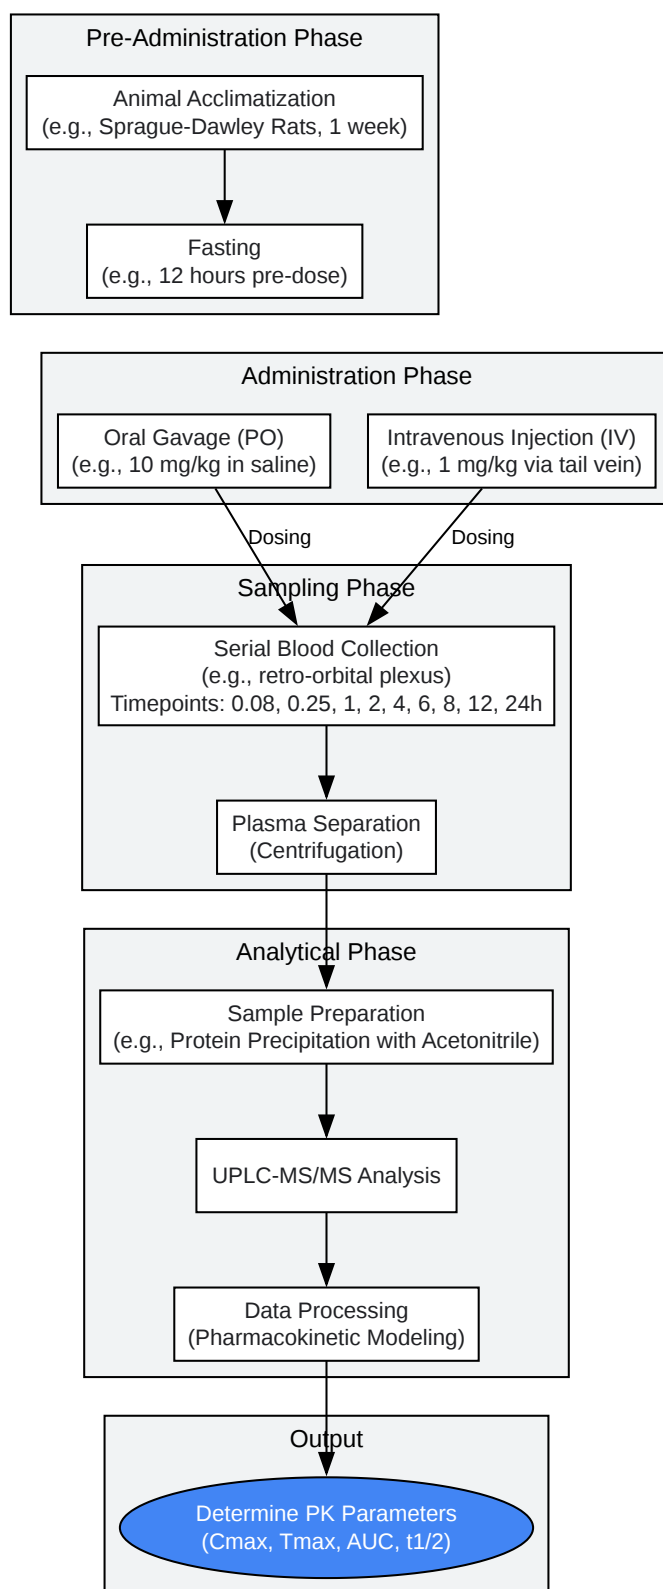 Pre-Administration Phase
Animal Acclimatization
(e.g., Sprague-Dawley Rats, 1 week)
Fasting
(e.g., 12 hours pre-dose)
Administration Phase
Oral Gavage (PO)
(e.g., 10 mg/kg in saline)
Intravenous Injection (IV)
(e.g., 1 mg/kg via tail vein)
Dosing
Dosing
Sampling Phase
Serial Blood Collection
(e.g., retro-orbital plexus)
Timepoints: 0.08, 0.25, 1, 2, 4, 6, 8, 12, 24h
Plasma Separation
(Centrifugation)
Analytical Phase
Sample Preparation
(e.g., Protein Precipitation with Acetonitrile)
UPLC-MS/MS Analysis
Data Processing
(Pharmacokinetic Modeling)
Output
Determine PK Parameters
(Cmax, Tmax, AUC, t1/2)